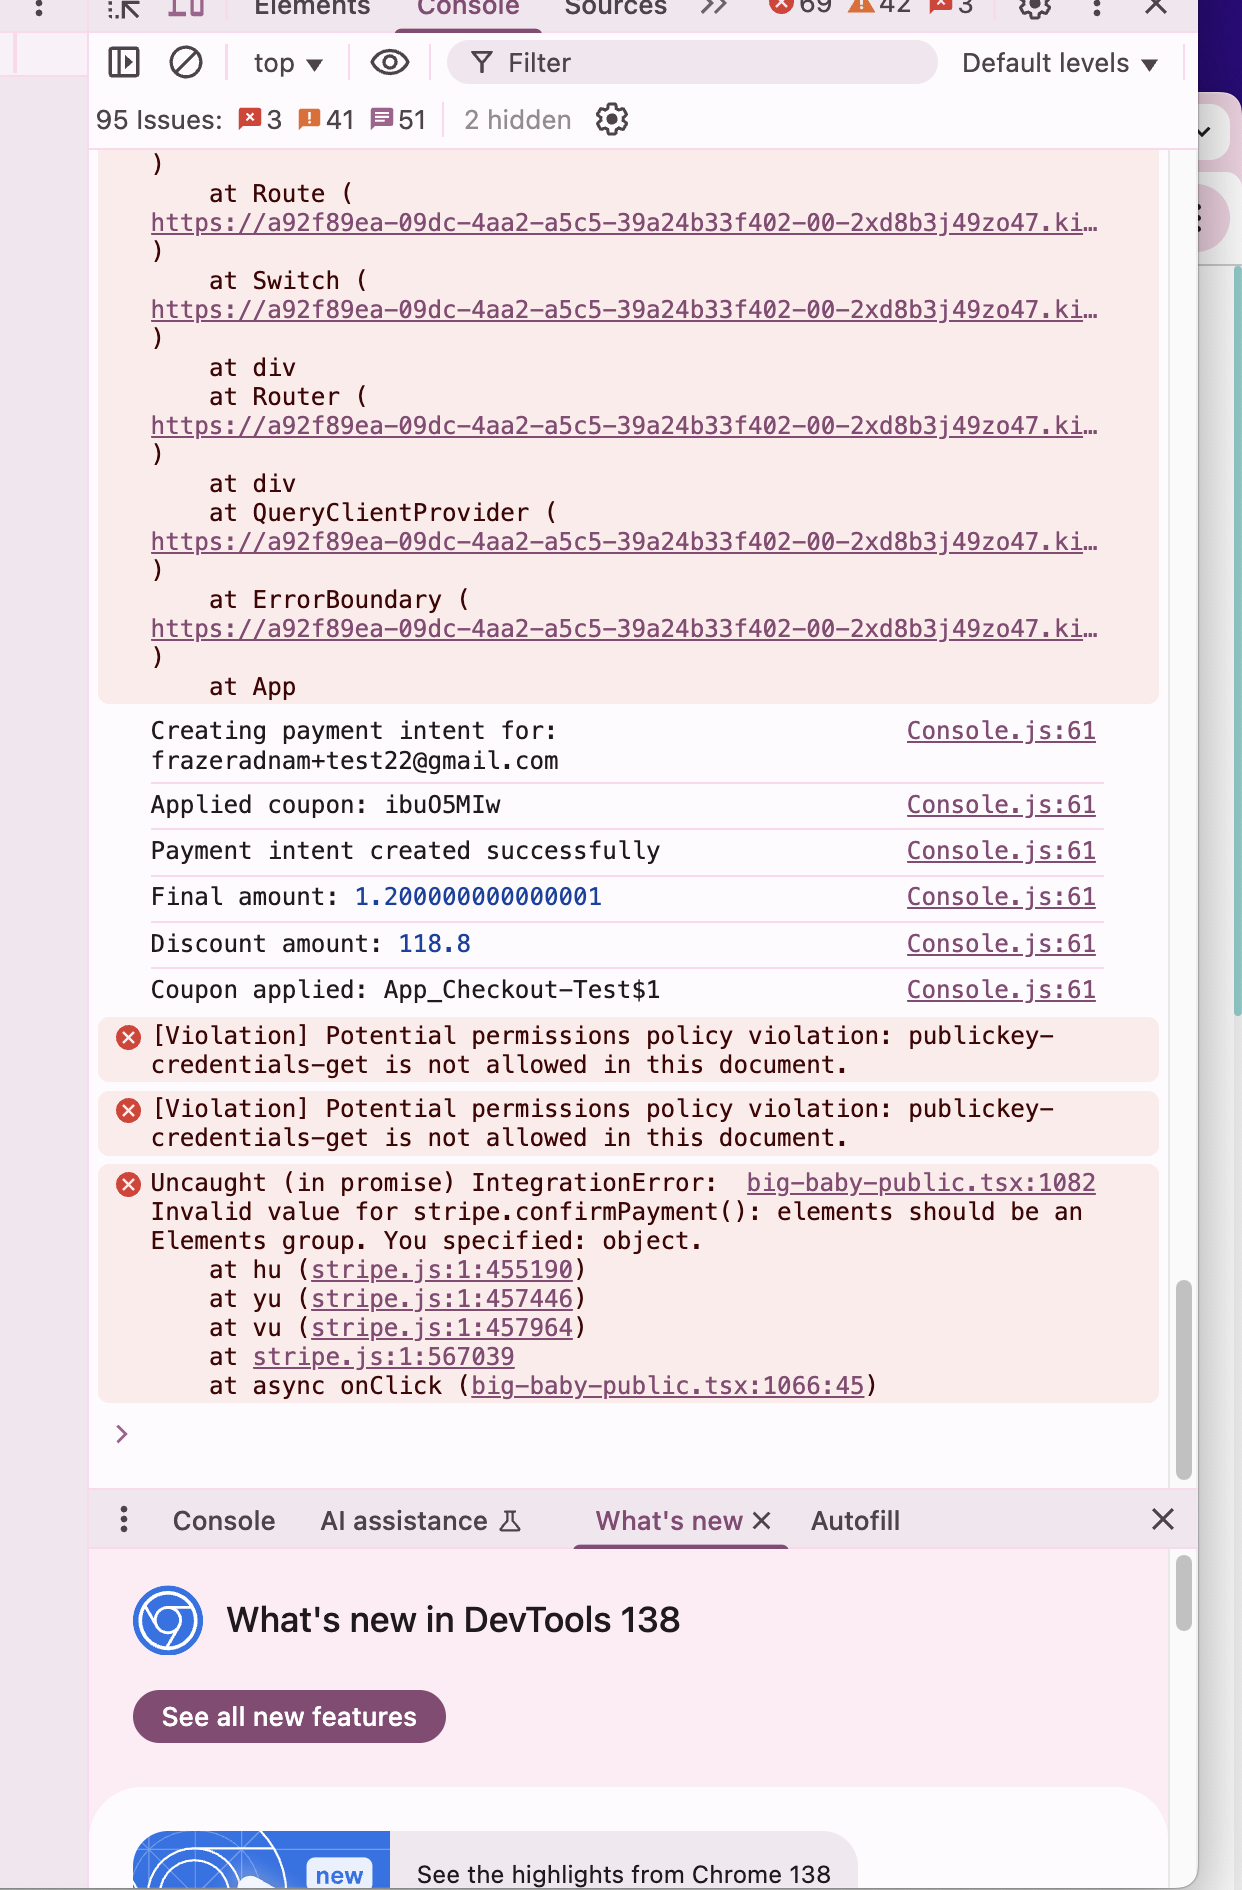 Elements Console Sources 69 42 3
top Filter Default levels
95 Issues: 3 41 51 2 hidden
)
at Route (
https://a92f89ea-09dc-4aa2-a5c5-39a24b33f402-00-2xd8b3j49zo47.ki…
)
at Switch (
https://a92f89ea-09dc-4aa2-a5c5-39a24b33f402-00-2xd8b3j49zo47.ki…
)
at div
at Router (
https://a92f89ea-09dc-4aa2-a5c5-39a24b33f402-00-2xd8b3j49zo47.ki…
)
at div
at QueryClientProvider (
https://a92f89ea-09dc-4aa2-a5c5-39a24b33f402-00-2xd8b3j49zo47.ki…
)
at ErrorBoundary (
https://a92f89ea-09dc-4aa2-a5c5-39a24b33f402-00-2xd8b3j49zo47.ki…
)
at App
Creating payment intent for: Console.js:61
frazeradnam+test22@gmail.com
Applied coupon: ibuO5MIw Console.js:61
Payment intent created successfully Console.js:61
Final amount: 1.200000000000001 Console.js:61
Discount amount: 118.8 Console.js:61
Coupon applied: App_Checkout-Test$1 Console.js:61
[Violation] Potential permissions policy violation: publickey-
credentials-get is not allowed in this document.
[Violation] Potential permissions policy violation: publickey-
credentials-get is not allowed in this document.
Uncaught (in promise) IntegrationError: big-baby-public.tsx:1082
Invalid value for stripe.confirmPayment(): elements should be an
Elements group. You specified: object.
at hu (stripe.js:1:455190)
at yu (stripe.js:1:457446)
at vu (stripe.js:1:457964)
at stripe.js:1:567039
at async onClick (big-baby-public.tsx:1066:45)
Console AI assistance What's new Autofill
What's new in DevTools 138
See all new features
new See the highlights from Chrome 138